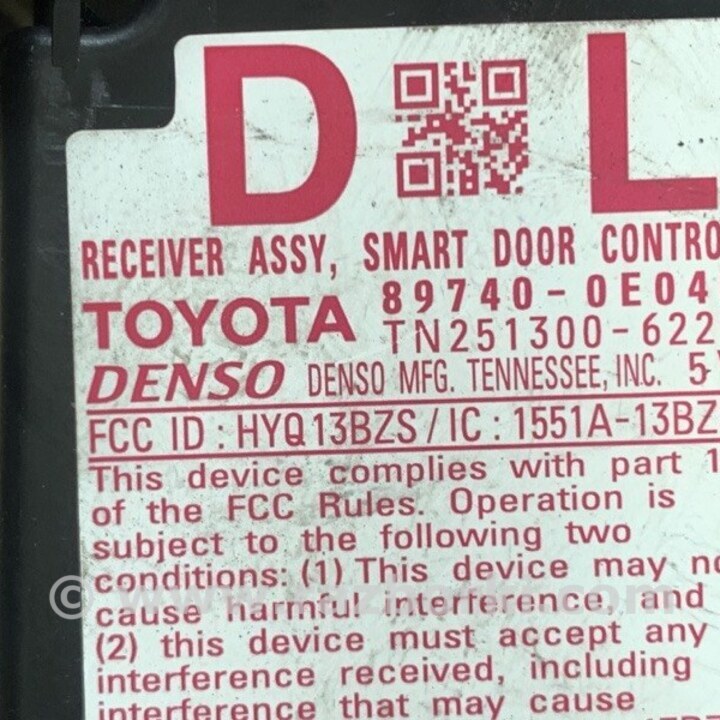 D L
RECEIVER ASSY, SMART DOOR CONTRO
TOYOTA 89740-0E04
TN251300-622
DENSO DENSO MFG. TENNESSEE, INC. 5
FCC ID : HYQ13BZS / IC : 1551A-13BZ
This device complies with part 1
of the FCC Rules. Operation is
subject to the following two
conditions: (1) This device may no
cause harmful interference, and
(2) this device must accept any
interference received, including
interference that may cause